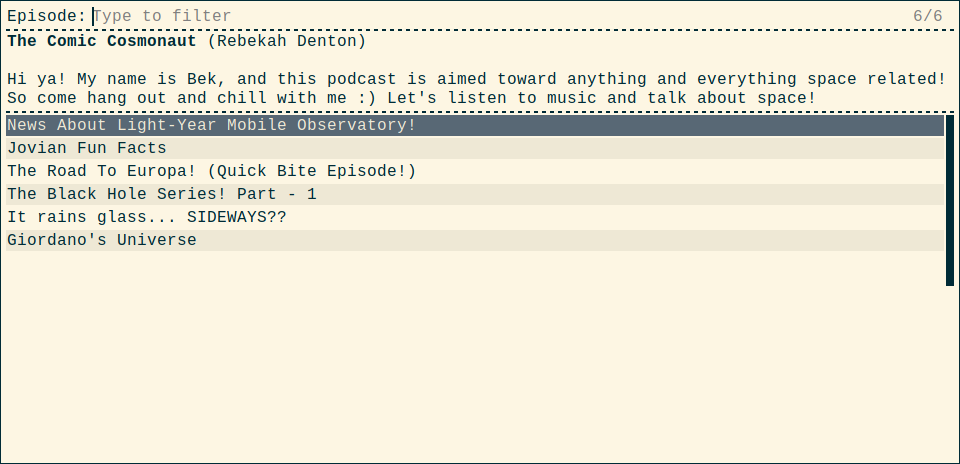 Episode: Type to filter 6/6
The Comic Cosmonaut (Rebekah Denton)
Hi ya! My name is Bek, and this podcast is aimed toward anything and everything space related!
So come hang out and chill with me :) Let's listen to music and talk about space!
News About Light-Year Mobile Observatory!
Jovian Fun Facts
The Road To Europa! (Quick Bite Episode!)
The Black Hole Series! Part - 1
It rains glass... SIDEWAYS??
Giordano's Universe